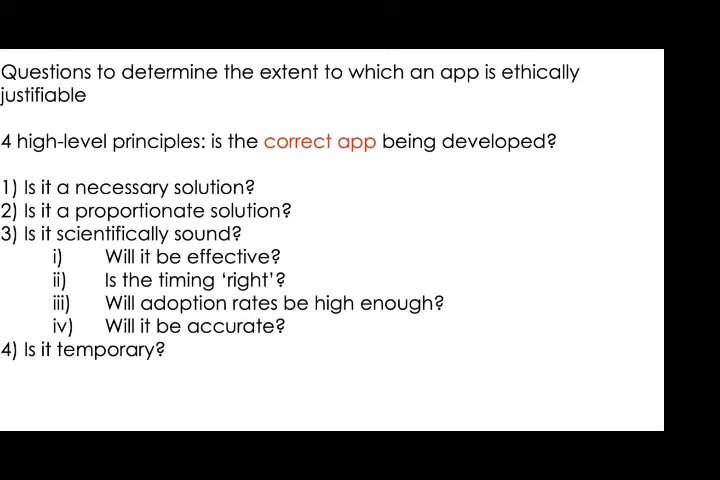 Questions to determine the extent to which an app is ethically
justifiable
4 high-level principles: is the correct app being developed?
1) Is it a necessary solution?
2) Is it a proportionate solution?
3) Is it scientifically sound?
i) Will it be effective?
ii) Is the timing ‘right’?
iii) Will adoption rates be high enough?
iv) Will it be accurate?
4) Is it temporary?